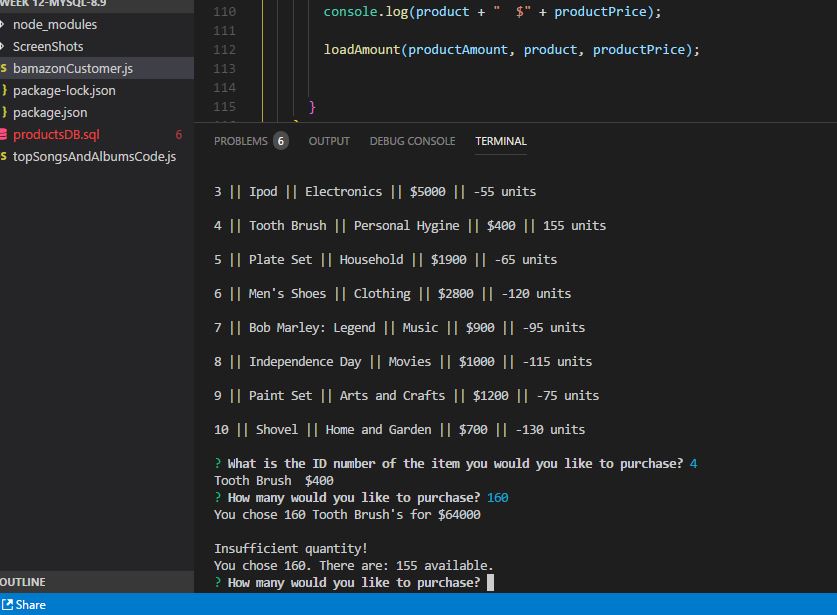 WEEK 12-MYSQL-8.9
node_modules
ScreenShots
bamazonCustomer.js
package-lock.json
package.json
productsDB.sql 6
topSongsAndAlbumsCode.js
OUTLINE
Share
110 console.log(product + "  $" + productPrice);
111
112 loadAmount(productAmount, product, productPrice);
113
114
115 }
PROBLEMS 6 OUTPUT DEBUG CONSOLE TERMINAL
3 || Ipod || Electronics || $5000 || -55 units
4 || Tooth Brush || Personal Hygine || $400 || 155 units
5 || Plate Set || Household || $1900 || -65 units
6 || Men's Shoes || Clothing || $2800 || -120 units
7 || Bob Marley: Legend || Music || $900 || -95 units
8 || Independence Day || Movies || $1000 || -115 units
9 || Paint Set || Arts and Crafts || $1200 || -75 units
10 || Shovel || Home and Garden || $700 || -130 units
? What is the ID number of the item you would you like to purchase? 4
Tooth Brush  $400
? How many would you like to purchase? 160
You chose 160 Tooth Brush's for $64000
Insufficient quantity!
You chose 160. There are: 155 available.
? How many would you like to purchase?